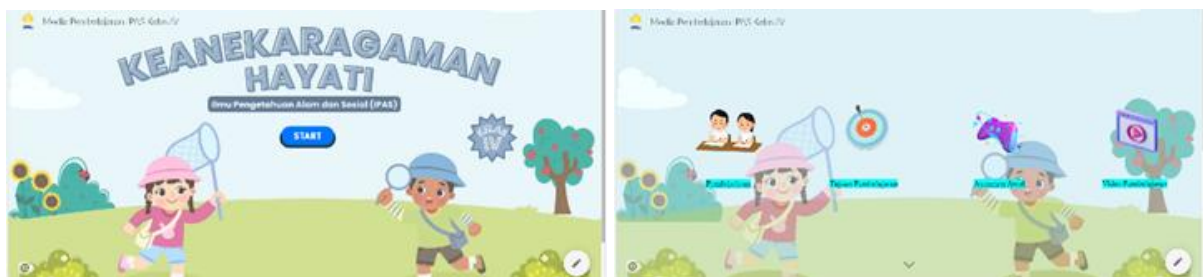 Media Pembelajaran IPAS Kelas IV
KEANEKARAGAMAN
HAYATI
Ilmu Pengetahuan Alam dan Sosial (IPAS)
START
KELAS
IV
Media Pembelajaran IPAS Kelas IV
Tujuan Pembelajaran
Video Pembelajaran